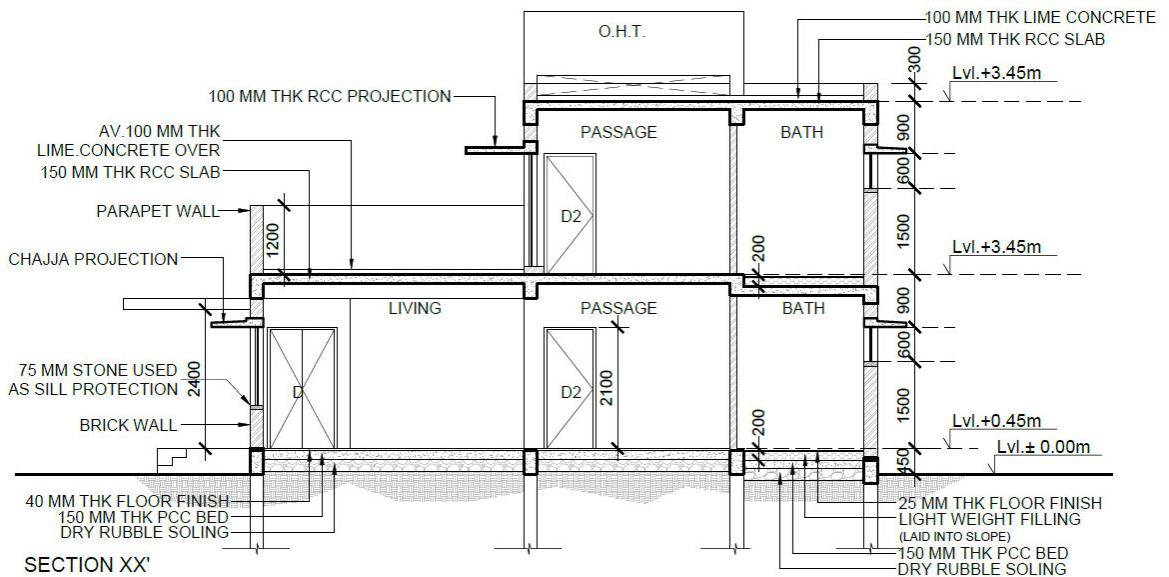 O.H.T.
100 MM THK LIME CONCRETE
150 MM THK RCC SLAB
300
Lvl.+3.45m
100 MM THK RCC PROJECTION
AV.100 MM THK
LIME.CONCRETE OVER
150 MM THK RCC SLAB
PASSAGE
BATH
900
600
D2
PARAPET WALL
1200
1500
CHAJJA PROJECTION
200
Lvl.+3.45m
LIVING
PASSAGE
BATH
900
600
75 MM STONE USED
AS SILL PROTECTION
2400
D
D2
2100
BRICK WALL
1500
200
Lvl.+0.45m
450
Lvl.± 0.00m
40 MM THK FLOOR FINISH
150 MM THK PCC BED
DRY RUBBLE SOLING
25 MM THK FLOOR FINISH
LIGHT WEIGHT FILLING
(LAID INTO SLOPE)
150 MM THK PCC BED
DRY RUBBLE SOLING
SECTION XX'